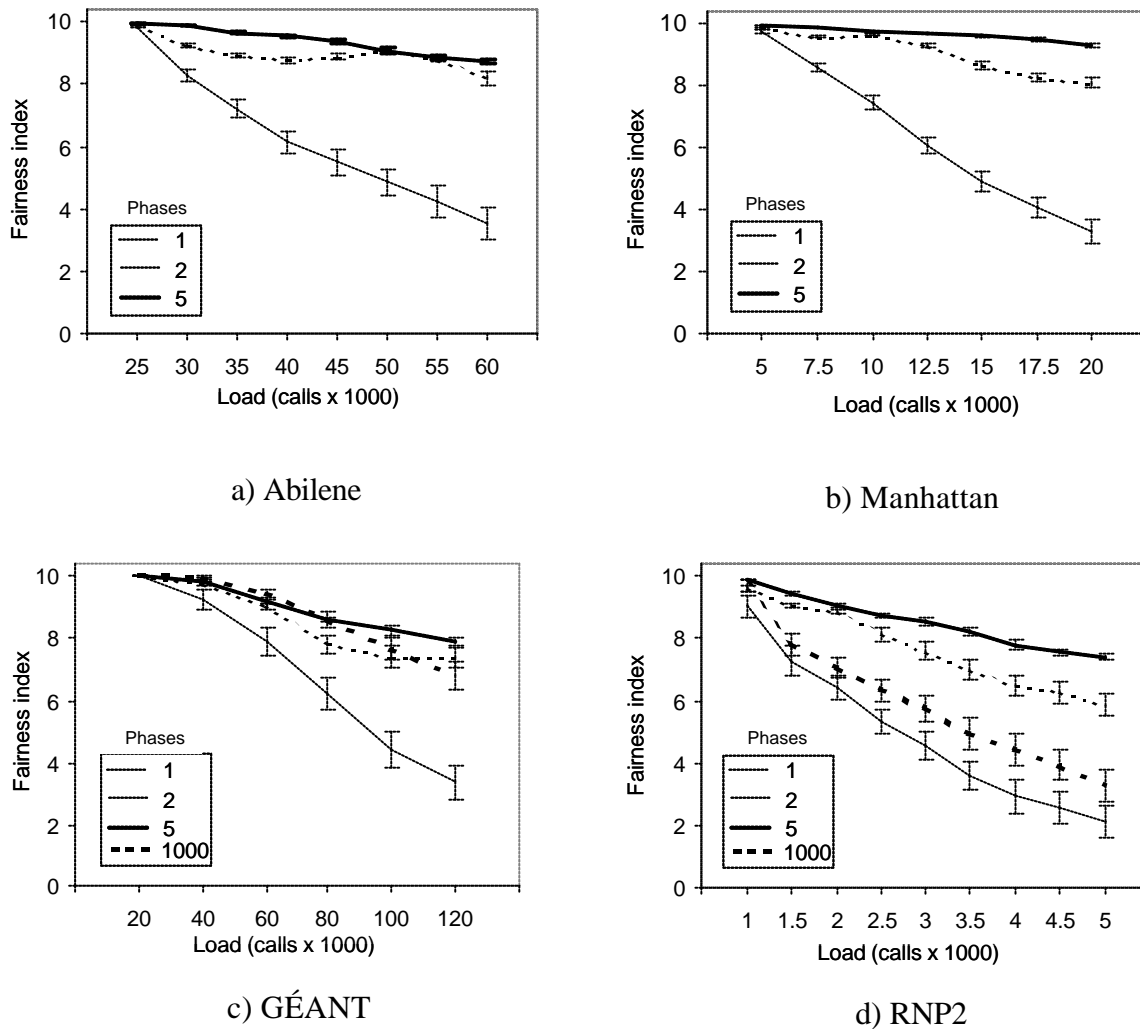 Fairness index
10
8
6
4
2
0
Phases
1
2
5
25 30 35 40 45 50 55 60
Load (calls x 1000)
a) Abilene
Fairness index
10
8
6
4
2
0
Phases
1
2
5
5 7.5 10 12.5 15 17.5 20
Load (calls x 1000)
b) Manhattan
Fairness index
10
8
6
4
2
0
Phases
1
2
5
1000
20 40 60 80 100 120
Load (calls x 1000)
c) GÉANT
Fairness index
10
8
6
4
2
0
Phases
1
2
5
1000
1 1.5 2 2.5 3 3.5 4 4.5 5
Load (calls x 1000)
d) RNP2